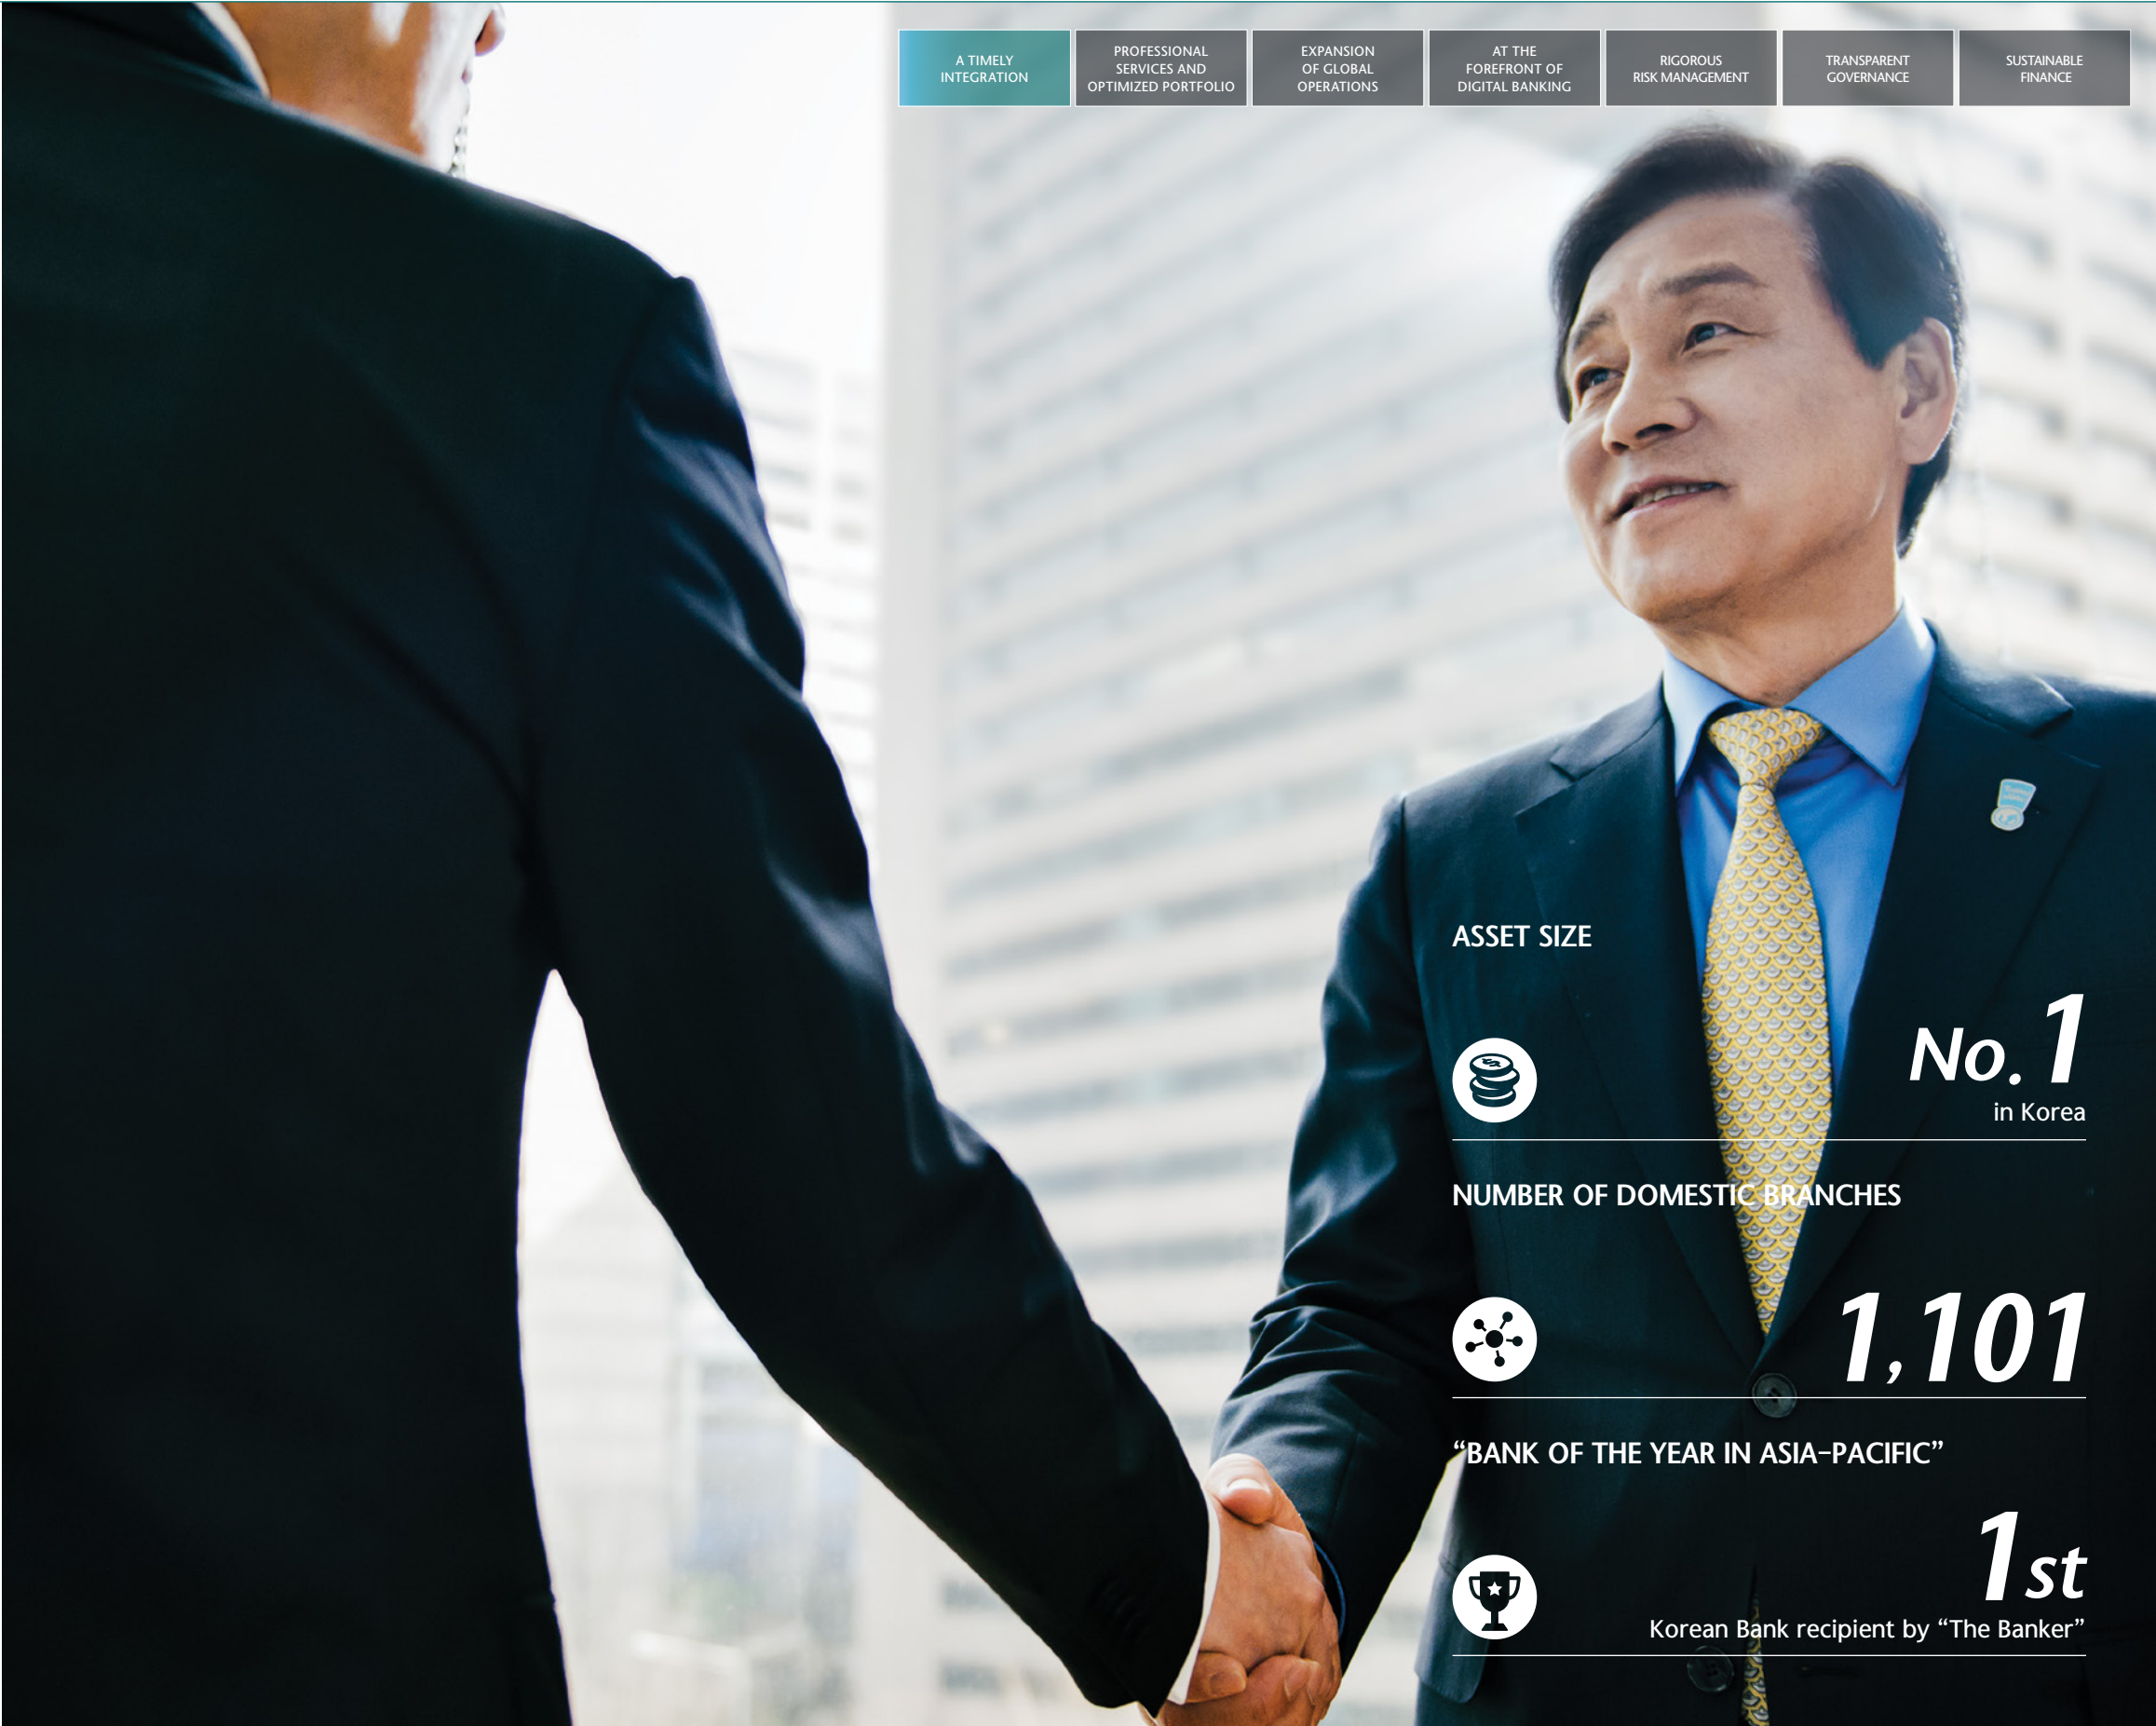 A TIMELY
INTEGRATION
PROFESSIONAL
SERVICES AND
OPTIMIZED PORTFOLIO
EXPANSION
OF GLOBAL
OPERATIONS
AT THE
FOREFRONT OF
DIGITAL BANKING
RIGOROUS
RISK MANAGEMENT
TRANSPARENT
GOVERNANCE
SUSTAINABLE
FINANCE
ASSET SIZE
No. 1
in Korea
NUMBER OF DOMESTIC BRANCHES
1,101
“BANK OF THE YEAR IN ASIA-PACIFIC”
1st
Korean Bank recipient by “The Banker”